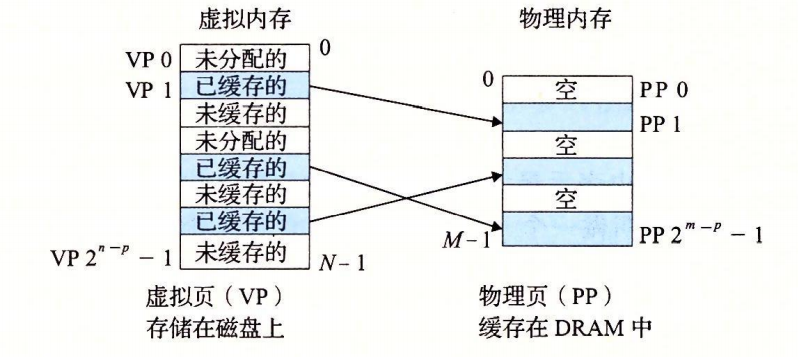 虚拟内存
物理内存
VP 0 未分配的 0
VP 1 已缓存的
未缓存的
未分配的
已缓存的
未缓存的
已缓存的
VP 2ⁿ⁻ᵖ − 1 未缓存的 N−1
0 空 PP 0
PP 1
空
空
M−1 PP 2ᵐ⁻ᵖ − 1
虚拟页（VP）
存储在磁盘上
物理页（PP）
缓存在 DRAM 中